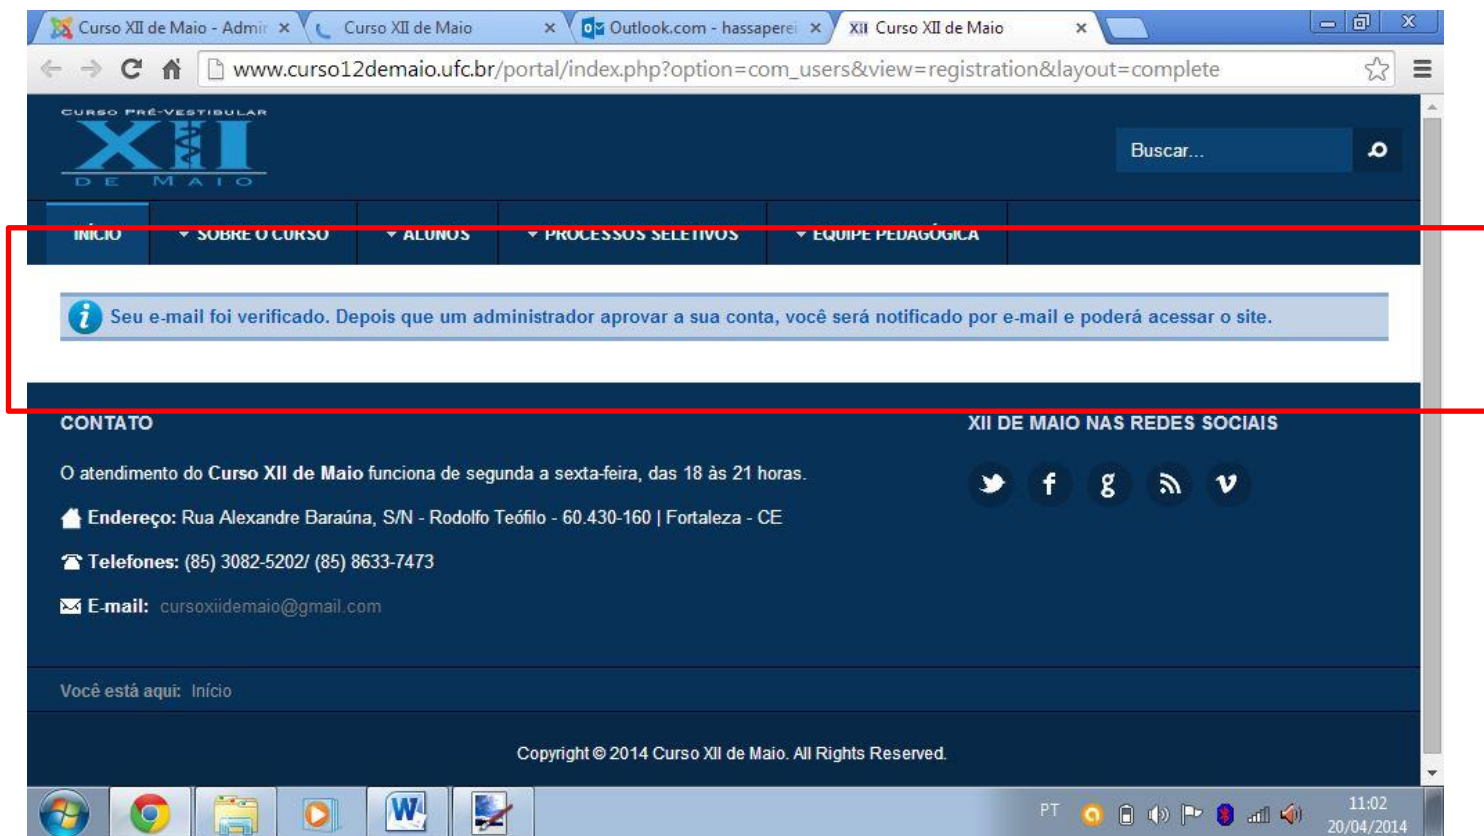 Curso XII de Maio - Admir
Curso XII de Maio
Outlook.com - hassaperei
XII Curso XII de Maio
www.curso12demaio.ufc.br/portal/index.php?option=com_users&view=registration&layout=complete
CURSO PRÉ-VESTIBULAR
XII
DE MAIO
Buscar...
INÍCIO
SOBRE O CURSO
ALUNOS
PROCESSOS SELETIVOS
EQUIPE PEDAGÓGICA
Seu e-mail foi verificado. Depois que um administrador aprovar a sua conta, você será notificado por e-mail e poderá acessar o site.
CONTATO
XII DE MAIO NAS REDES SOCIAIS
O atendimento do Curso XII de Maio funciona de segunda a sexta-feira, das 18 às 21 horas.
Endereço: Rua Alexandre Baraúna, S/N - Rodolfo Teófilo - 60.430-160 | Fortaleza - CE
Telefones: (85) 3082-5202/ (85) 8633-7473
E-mail: cursoxiidemaio@gmail.com
Você está aqui: Início
Copyright © 2014 Curso XII de Maio. All Rights Reserved.
PT
11:02
20/04/2014